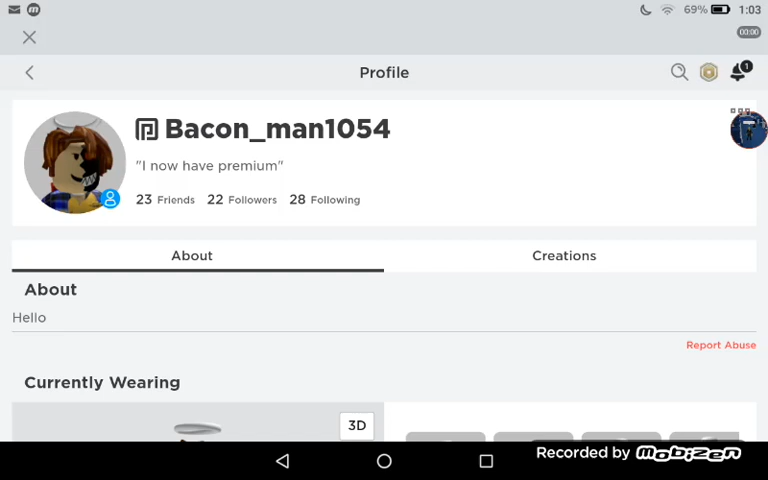 69% 1:03
00:00
Profile
1
Bacon_man1054
"I now have premium"
23 Friends 22 Followers 28 Following
About Creations
About
Hello
Report Abuse
Currently Wearing
3D
Recorded by mobizen